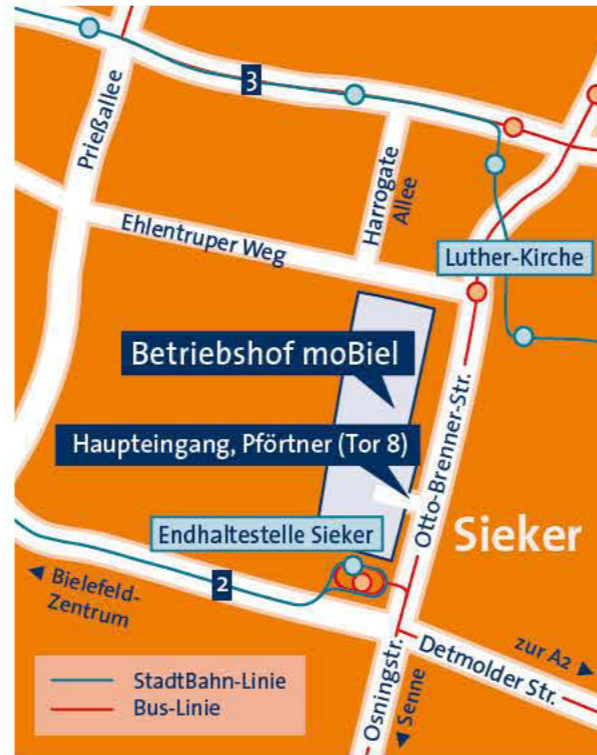 3
Prießallee
Harrogate
Allee
Ehlentruper Weg
Luther-Kirche
Betriebshof moBiel
Haupteingang, Pförtner (Tor 8)
Otto-Brenner-Str.
Sieker
Endhaltestelle Sieker
2
Bielefeld-
Zentrum
zur A2
Detmolder Str.
Osningstr.
Senne
StadtBahn-Linie
Bus-Linie